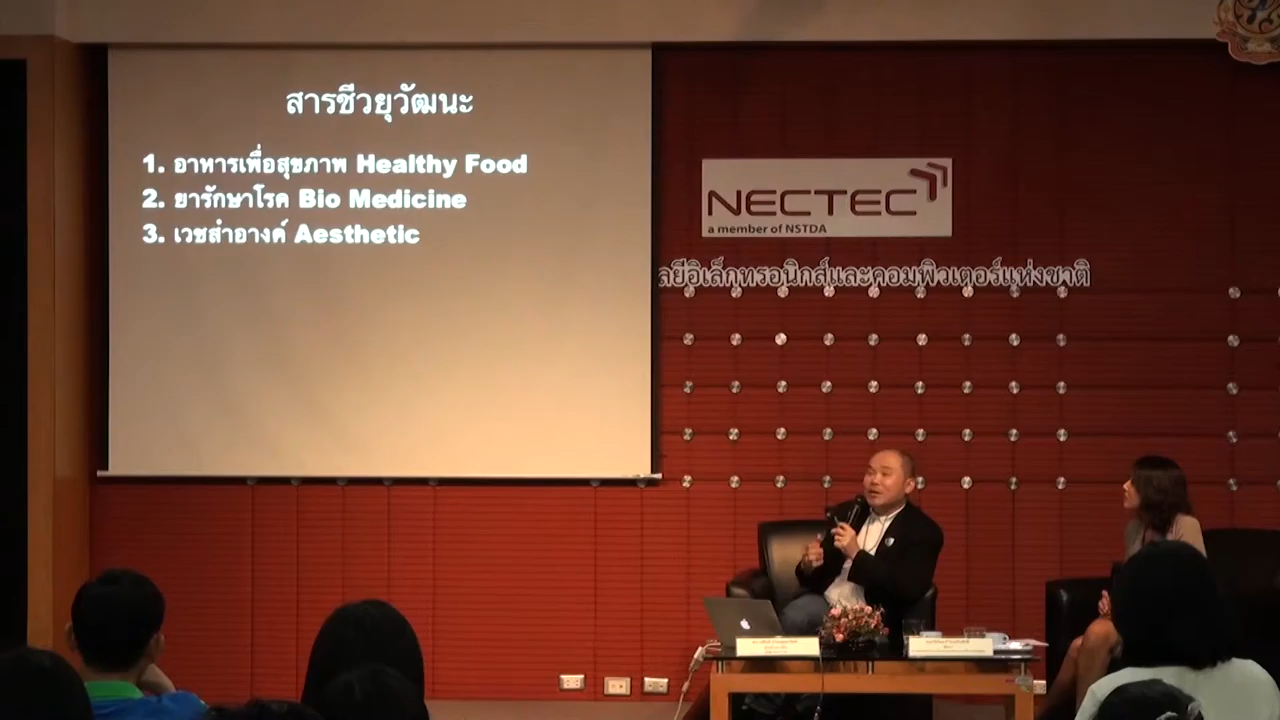 สารชีวยุวัฒนะ
1. อาหารเพื่อสุขภาพ Healthy Food
2. ยารักษาโรค Bio Medicine
3. เวชสำอางค์ Aesthetic
NECTEC
a member of NSTDA
ลยีอิเล็กทรอนิกส์และคอมพิวเตอร์แห่งชาติ